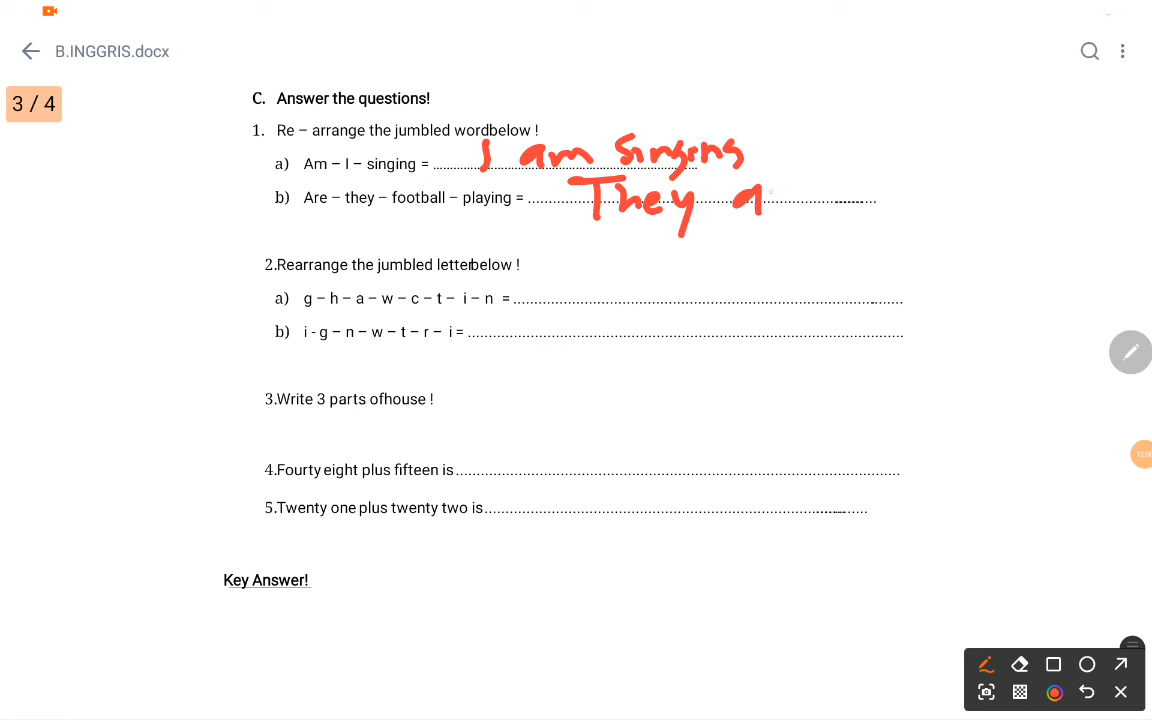 B.INGGRIS.docx
3 / 4
C. Answer the questions!
1. Re – arrange the jumbled wordbelow !
a) Am – I – singing = .......... I am singing
b) Are – they – football – playing = .......... They a
2.Rearrange the jumbled letterbelow !
a) g – h – a – w – c – t – i – n = ..........
b) i - g – n – w – t – r – i = ..........
3.Write 3 parts ofhouse !
4.Fourty eight plus fifteen is..........
5.Twenty one plus twenty two is..........
12:00
Key Answer!